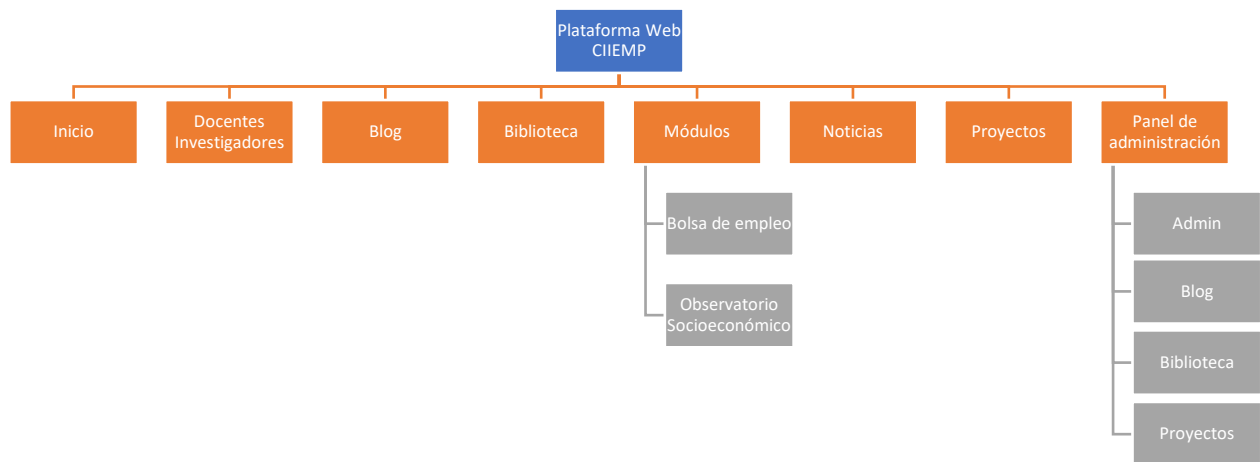 Plataforma Web
CIIEMP
Inicio
Docentes
Investigadores
Blog
Biblioteca
Módulos
Noticias
Proyectos
Panel de
administración
Bolsa de empleo
Observatorio
Socioeconómico
Admin
Blog
Biblioteca
Proyectos